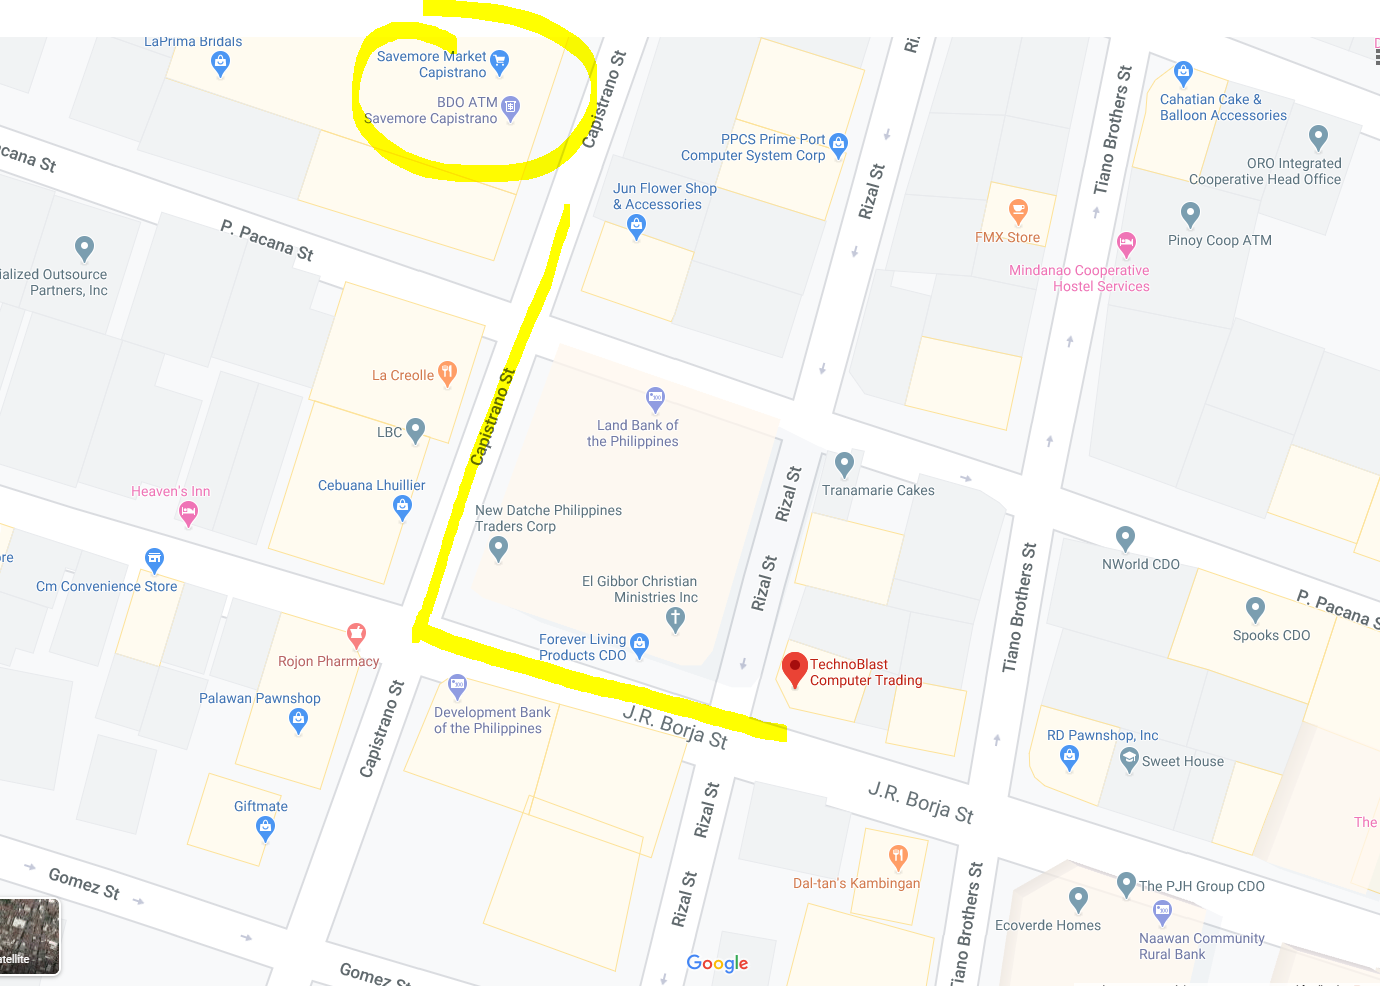 LaPrima Bridals
Savemore Market
Capistrano
BDO ATM
Savemore Capistrano
Capistrano St
Ri
Rizal St
Tiano Brothers St
Cahatian Cake &
Balloon Accessories
ORO Integrated
Cooperative Head Office
PPCS Prime Port
Computer System Corp
acana St
P. Pacana St
Jun Flower Shop
& Accessories
FMX Store
Pinoy Coop ATM
Mindanao Cooperative
Hostel Services
ialized Outsource
Partners, Inc
La Creolle
LBC
Capistrano St
Land Bank of
the Philippines
Rizal St
Tranamarie Cakes
Cebuana Lhuillier
Heaven's Inn
New Datche Philippines
Traders Corp
NWorld CDO
re
Cm Convenience Store
El Gibbor Christian
Ministries Inc
Rizal St
Tiano Brothers St
P. Pacana S
Spooks CDO
Rojon Pharmacy
Forever Living
Products CDO
TechnoBlast
Computer Trading
Palawan Pawnshop
Development Bank
of the Philippines
J.R. Borja St
Capistrano St
RD Pawnshop, Inc
Sweet House
J.R. Borja St
Giftmate
Rizal St
The
Gomez St
Dal-tan's Kambingan
Rizal St
Tiano Brothers St
The PJH Group CDO
Ecoverde Homes
Naawan Community
Rural Bank
atellite
Gomez St
Google